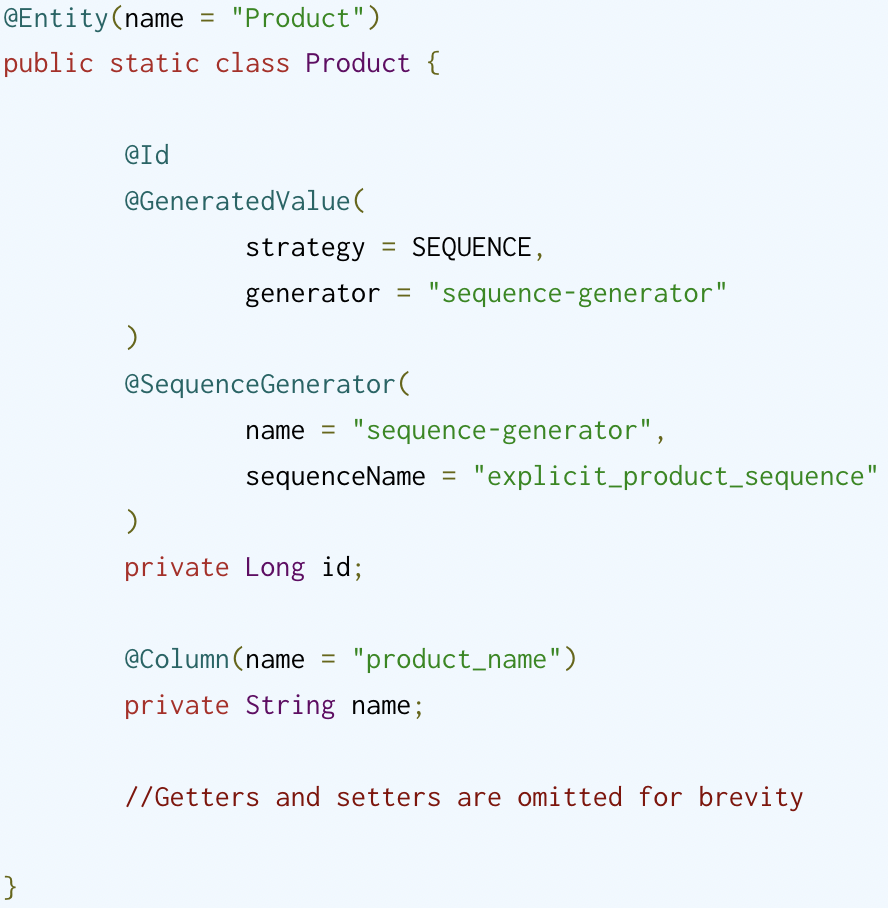 @Entity(name = "Product")
public static class Product {
@Id
@GeneratedValue(
strategy = SEQUENCE,
generator = "sequence-generator"
)
@SequenceGenerator(
name = "sequence-generator",
sequenceName = "explicit_product_sequence"
)
private Long id;
@Column(name = "product_name")
private String name;
//Getters and setters are omitted for brevity
}